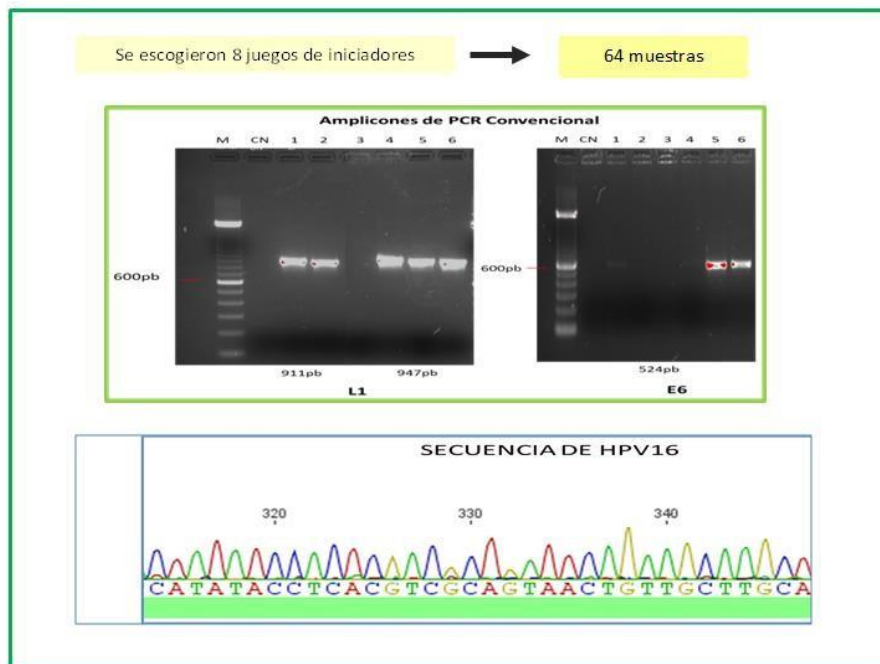 Se escogieron 8 juegos de iniciadores
64 muestras
Amplicones de PCR Convencional
M CN 1 2 3 4 5 6
M CN 1 2 3 4 5 6
600pb
600pb
911pb 947pb
524pb
L1
E6
SECUENCIA DE HPV16
320 330 340
CATATACCTCACGTCGCAGTAACTGTTGCTTGCA